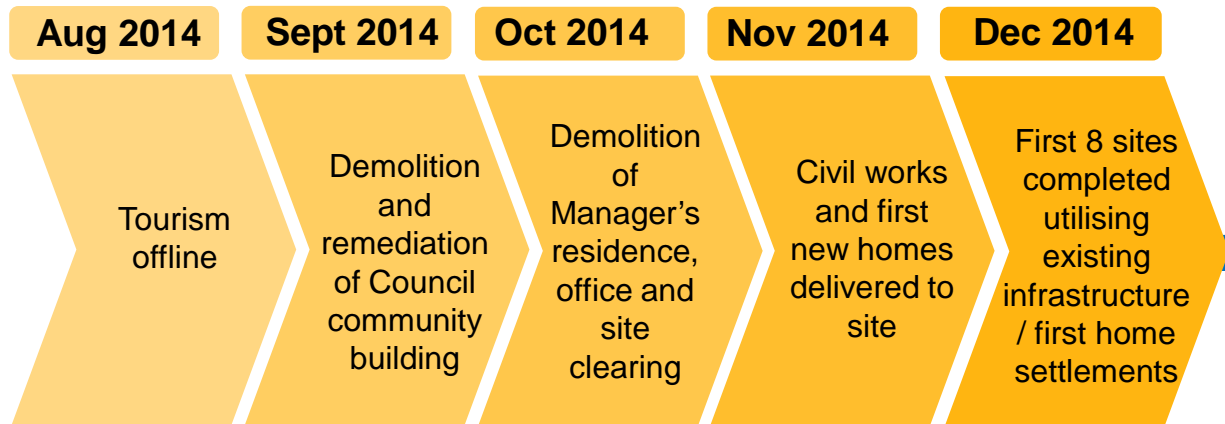 Aug 2014
Sept 2014
Oct 2014
Nov 2014
Dec 2014
Tourism
offline
Demolition
and
remediation
of Council
community
building
Demolition
of
Manager’s
residence,
office and
site
clearing
Civil works
and first
new homes
delivered to
site
First 8 sites
completed
utilising
existing
infrastructure
/ first home
settlements